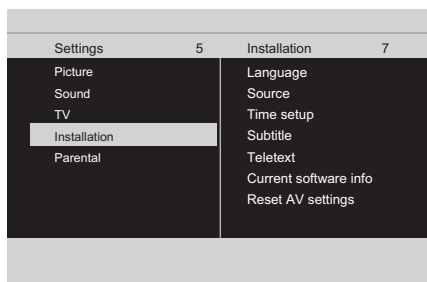 Settings 5
Picture
Sound
TV
Installation
Parental
Installation 7
Language
Source
Time setup
Subtitle
Teletext
Current software info
Reset AV settings